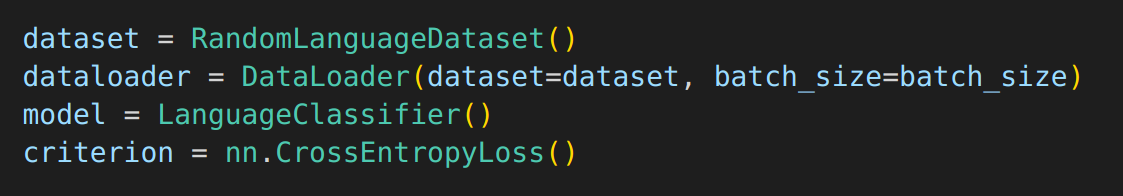 dataset = RandomLanguageDataset()
dataloader = DataLoader(dataset=dataset, batch_size=batch_size)
model = LanguageClassifier()
criterion = nn.CrossEntropyLoss()